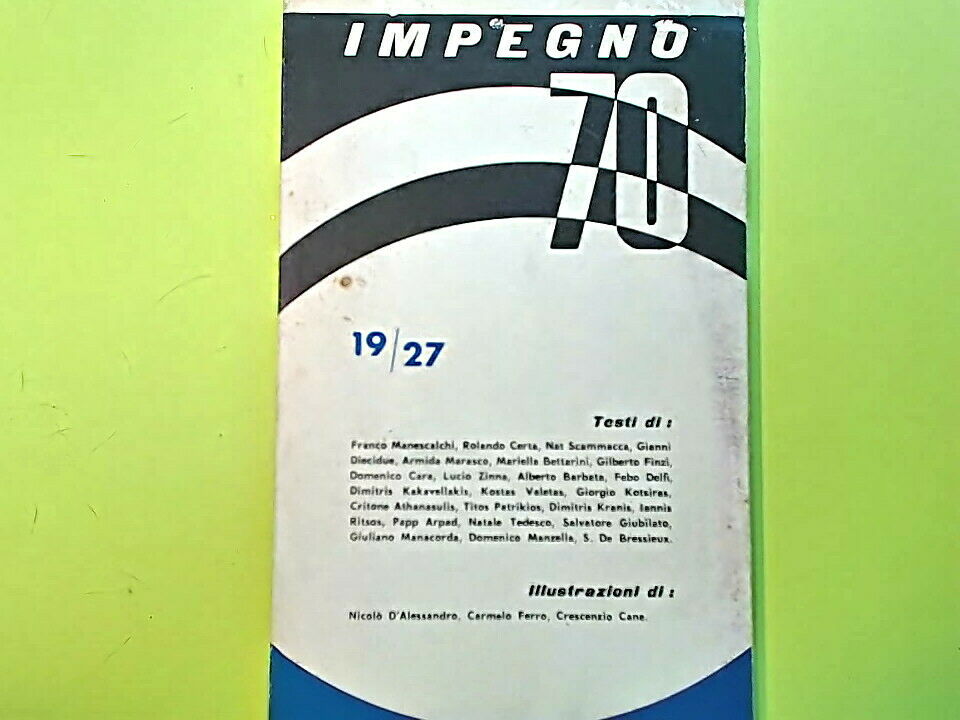 IMPEGNO
70
19/27
Testi di :
Franco Manescalchi, Rolando Certa, Nat Scammacca, Gianni
Diecidue, Armida Marasco, Mariella Bettarini, Gilberto Finzi,
Domenico Cara, Lucio Zinna, Alberto Barbata, Febo Delfi,
Dimitris Kakavellakis, Kostas Valetas, Giorgio Kotsiras,
Critone Athanasulis, Titos Patrikios, Dimitris Kranis, Iannis
Ritsos, Papp Arpad, Natale Tedesco, Salvatore Giubilato,
Giuliano Manacorda, Domenico Manzella, S. De Bressieux.
Illustrazioni di :
Nicolò D'Alessandro, Carmelo Ferro, Crescenzio Cane.